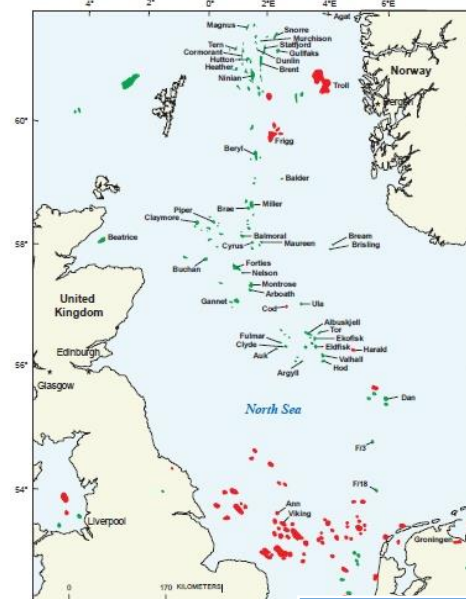 0°E
2°E
4°E
6°E
Agat
Magnus
Snorre
Murchison
Tern
Statfjord
Cormorant
Gullfaks
Hutton
Dunlin
Heather
Brent
Ninian
Norway
Troll
Bergen
60°
Frigg
Beryl
Balder
Miller
Piper
Brae
Claymore
Balmoral
Bream
Beatrice
Cyrus
Maureen
Brisling
58°
Buchan
Forties
Nelson
Montrose
Arboath
United
Kingdom
Gannet
Cod
Ula
Albuskjell
Tor
Fulmar
Ekofisk
Edinburgh
Clyde
Eldfisk
Harald
Auk
Valhall
56°
Argyll
Hod
Glasgow
North Sea
Dan
F/3
54°
F/18
Ann
Viking
Liverpool
Groningen
0
170 KILOMETERS